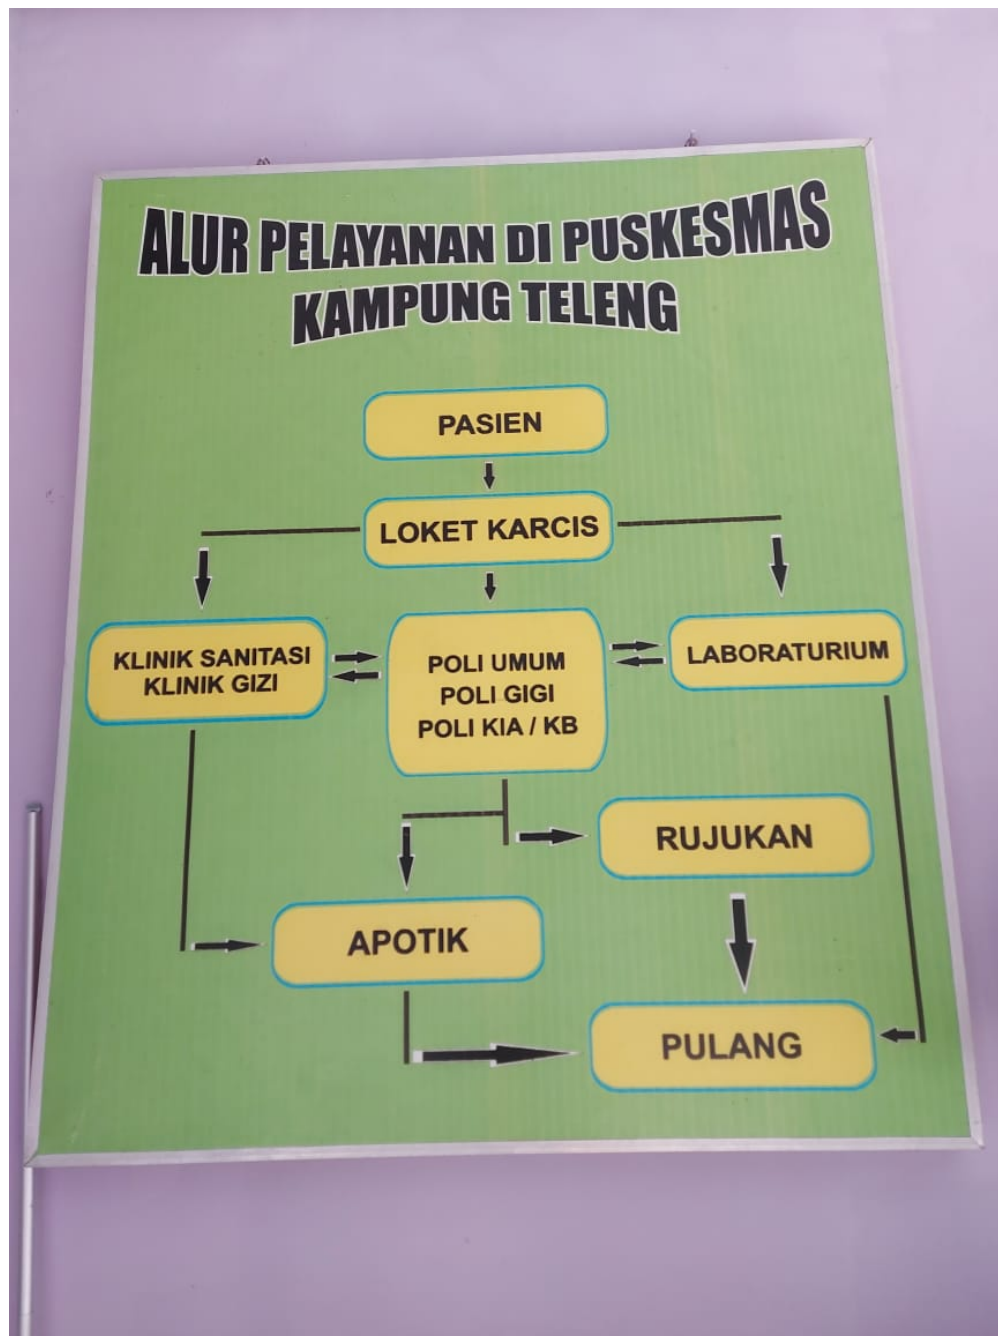 ALUR PELAYANAN DI PUSKESMAS
KAMPUNG TELENG
PASIEN
LOKET KARCIS
KLINIK SANITASI
KLINIK GIZI
POLI UMUM
POLI GIGI
POLI KIA / KB
LABORATURIUM
RUJUKAN
APOTIK
PULANG